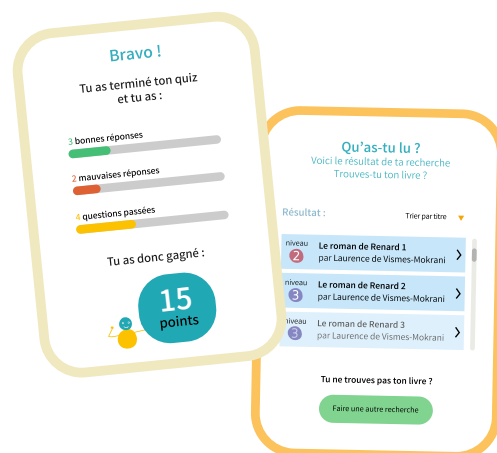 Bravo !
Tu as terminé ton quiz
et tu as :
3 bonnes réponses
2 mauvaises réponses
4 questions passées
Tu as donc gagné :
15
points
Qu'as-tu lu ?
Voici le résultat de ta recherche
Trouves-tu ton livre ?
Résultat :
Trier par titre
niveau
2
Le roman de Renard 1
par Laurence de Vismes-Mokrani
niveau
3
Le roman de Renard 2
par Laurence de Vismes-Mokrani
niveau
3
Le roman de Renard 3
par Laurence de Vismes-Mokrani
Tu ne trouves pas ton livre ?
Faire une autre recherche